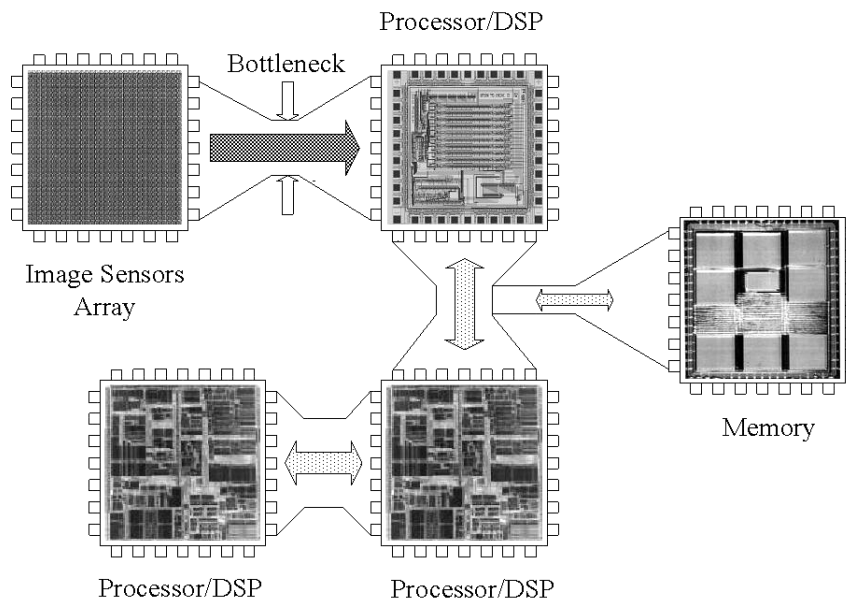 Processor/DSP
Bottleneck
Image Sensors
Array
Memory
Processor/DSP
Processor/DSP